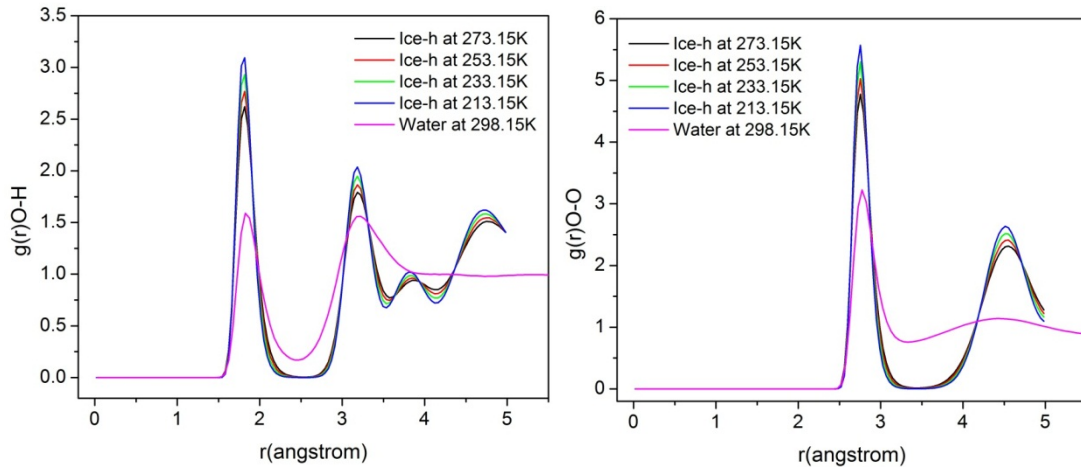 3.5
3.0
2.5
2.0
1.5
1.0
0.5
0.0
g(r)O-H
Ice-h at 273.15K
Ice-h at 253.15K
Ice-h at 233.15K
Ice-h at 213.15K
Water at 298.15K
0 1 2 3 4 5
r(angstrom)
6
5
4
3
2
1
0
g(r)O-O
Ice-h at 273.15K
Ice-h at 253.15K
Ice-h at 233.15K
Ice-h at 213.15K
Water at 298.15K
0 1 2 3 4 5
r(angstrom)